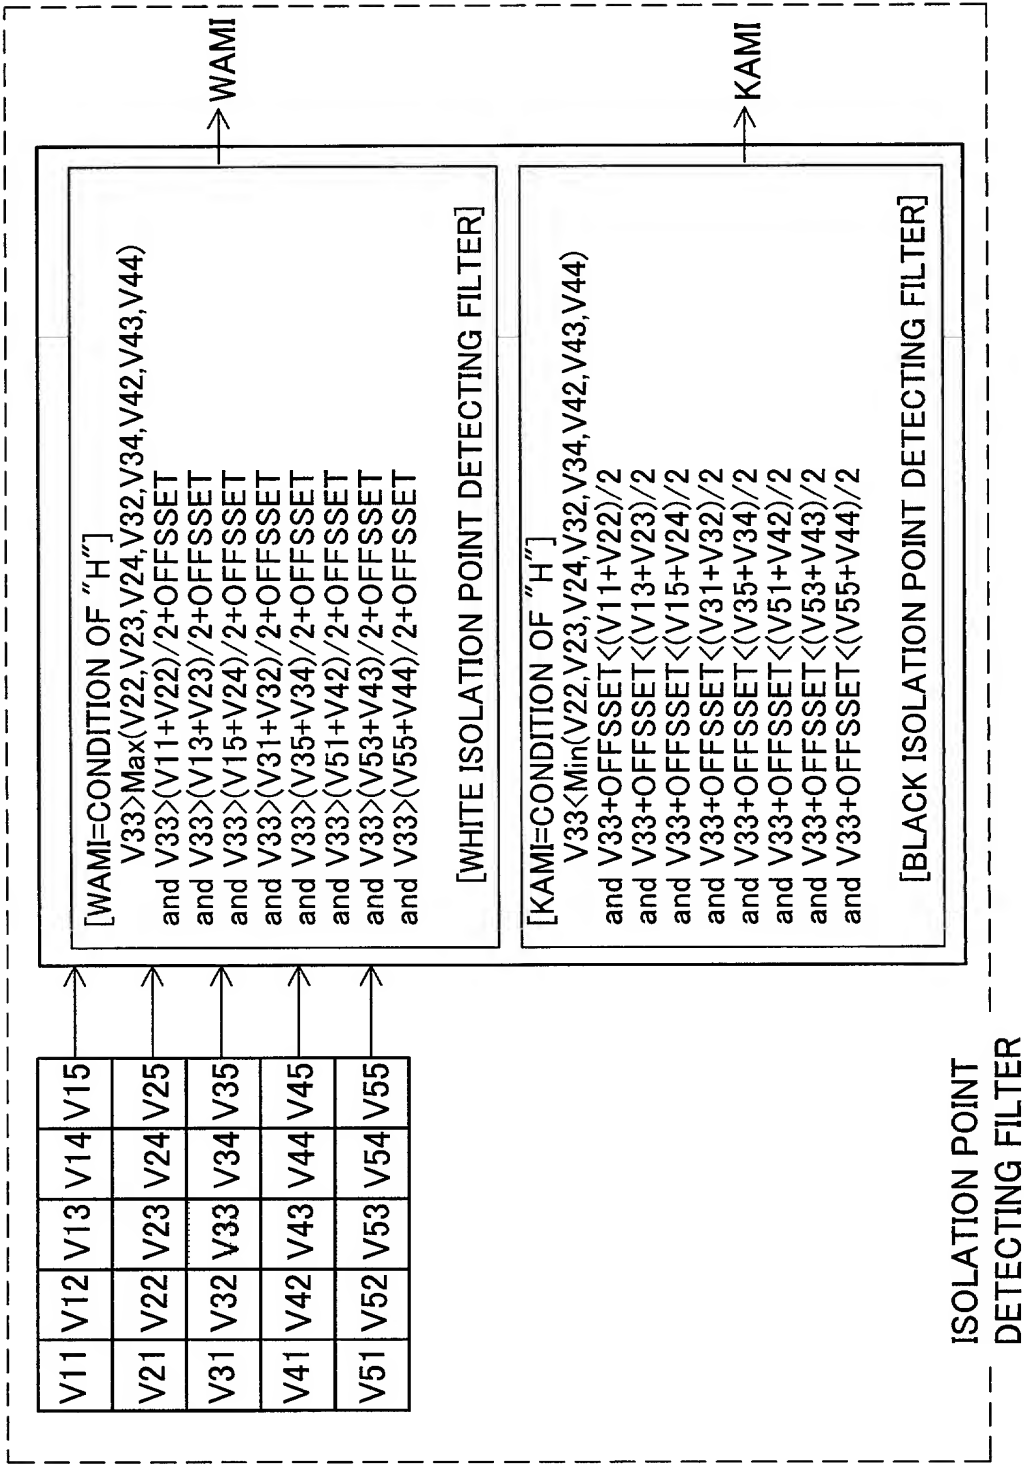 V11 V12 V13 V14 V15
V21 V22 V23 V24 V25
V31 V32 V33 V34 V35
V41 V42 V43 V44 V45
V51 V52 V53 V54 V55
[WAMI=CONDITION OF "H"]
V33>Max(V22,V23,V24,V32,V34,V42,V43,V44)
and V33>(V11+V22)/2+OFFSSET
and V33>(V13+V23)/2+OFFSSET
and V33>(V15+V24)/2+OFFSSET
and V33>(V31+V32)/2+OFFSSET
and V33>(V35+V34)/2+OFFSSET
and V33>(V51+V42)/2+OFFSSET
and V33>(V53+V43)/2+OFFSSET
and V33>(V55+V44)/2+OFFSSET
[WHITE ISOLATION POINT DETECTING FILTER]
WAMI
[KAMI=CONDITION OF "H"]
V33<Min(V22,V23,V24,V32,V34,V42,V43,V44)
and V33+OFFSSET<(V11+V22)/2
and V33+OFFSSET<(V13+V23)/2
and V33+OFFSSET<(V15+V24)/2
and V33+OFFSSET<(V31+V32)/2
and V33+OFFSSET<(V35+V34)/2
and V33+OFFSSET<(V51+V42)/2
and V33+OFFSSET<(V53+V43)/2
and V33+OFFSSET<(V55+V44)/2
[BLACK ISOLATION POINT DETECTING FILTER]
KAMI
ISOLATION POINT
DETECTING FILTER